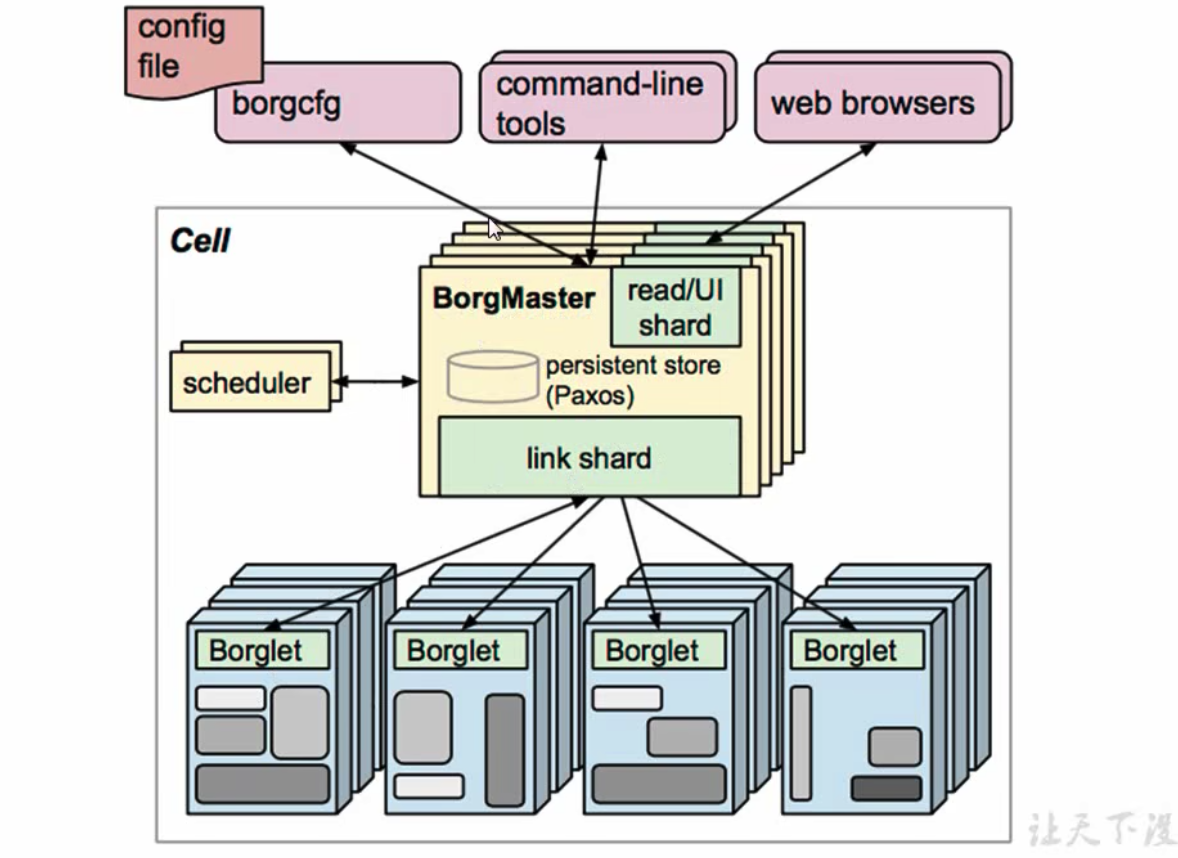 config
file
borgcfg
command-line
tools
web browsers
Cell
BorgMaster
read/UI
shard
persistent store
(Paxos)
scheduler
link shard
Borglet
Borglet
Borglet
Borglet
让天下没